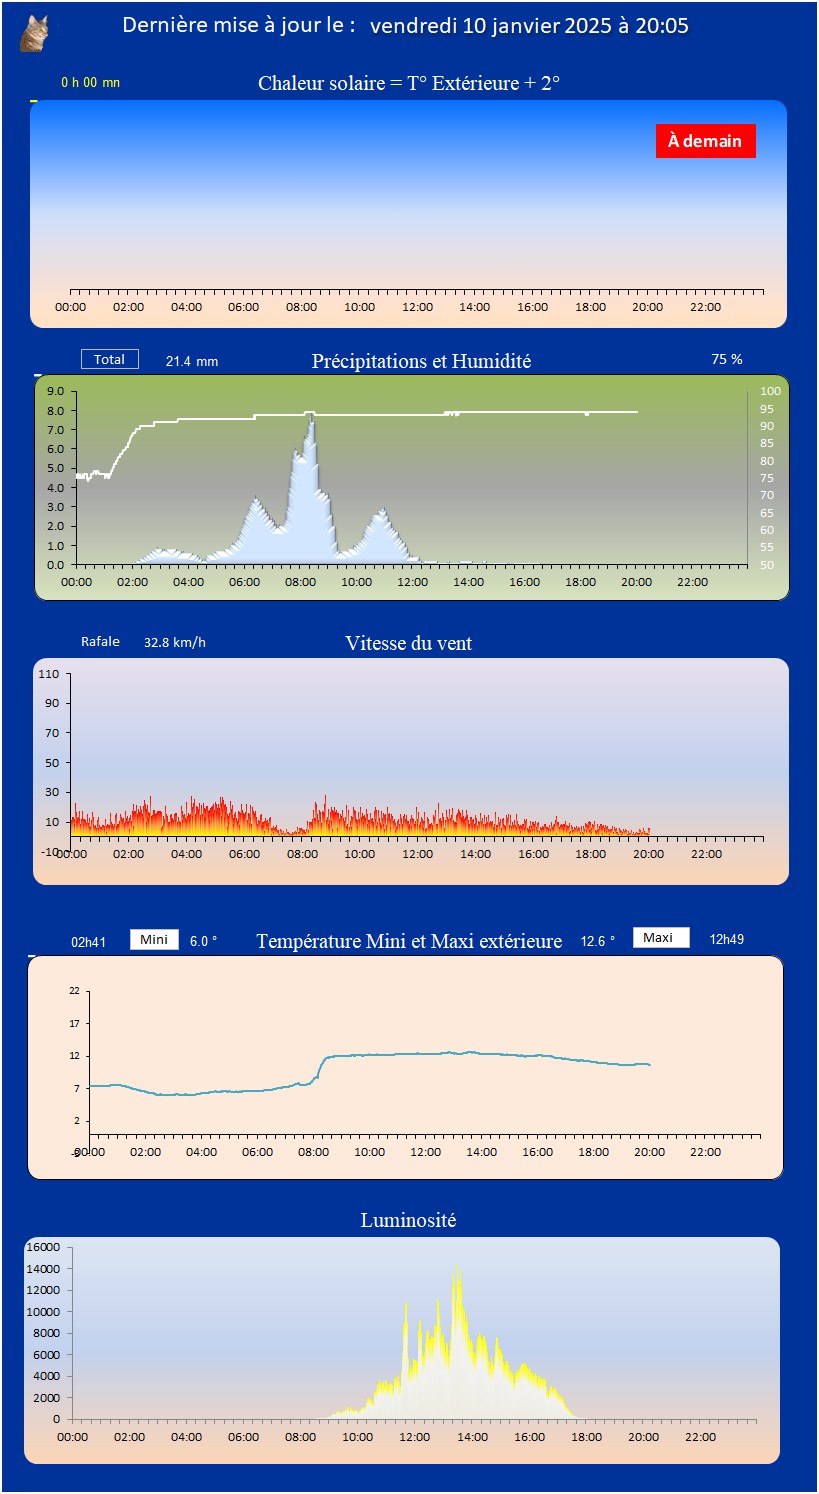 Dernière mise à jour le : vendredi 10 janvier 2025 à 20:05
0 h 00 mn Chaleur solaire = T° Extérieure + 2°
À demain
00:00 02:00 04:00 06:00 08:00 10:00 12:00 14:00 16:00 18:00 20:00 22:00
Total 21.4 mm Précipitations et Humidité 75 %
9.0 100
8.0 95
7.0 90
6.0 85
5.0 80
4.0 75
3.0 70
2.0 65
1.0 60
0.0 55
50
00:00 02:00 04:00 06:00 08:00 10:00 12:00 14:00 16:00 18:00 20:00 22:00
Rafale 32.8 km/h Vitesse du vent
110
90
70
50
30
10
-10
00:00 02:00 04:00 06:00 08:00 10:00 12:00 14:00 16:00 18:00 20:00 22:00
02h41 Mini 6.0 ° Température Mini et Maxi extérieure 12.6 ° Maxi 12h49
22
17
12
7
2
-3
00:00 02:00 04:00 06:00 08:00 10:00 12:00 14:00 16:00 18:00 20:00 22:00
Luminosité
16000
14000
12000
10000
8000
6000
4000
2000
0
00:00 02:00 04:00 06:00 08:00 10:00 12:00 14:00 16:00 18:00 20:00 22:00